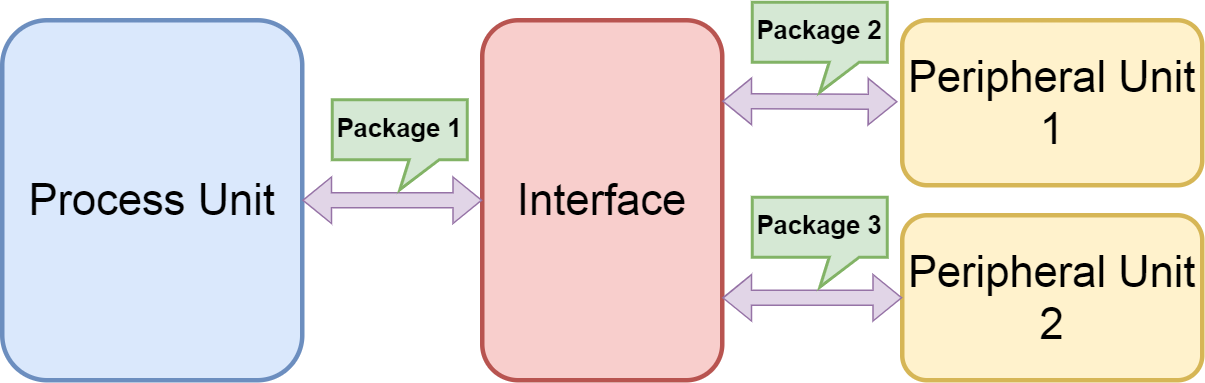 Process Unit
Package 1
Interface
Package 2
Peripheral Unit
1
Package 3
Peripheral Unit
2